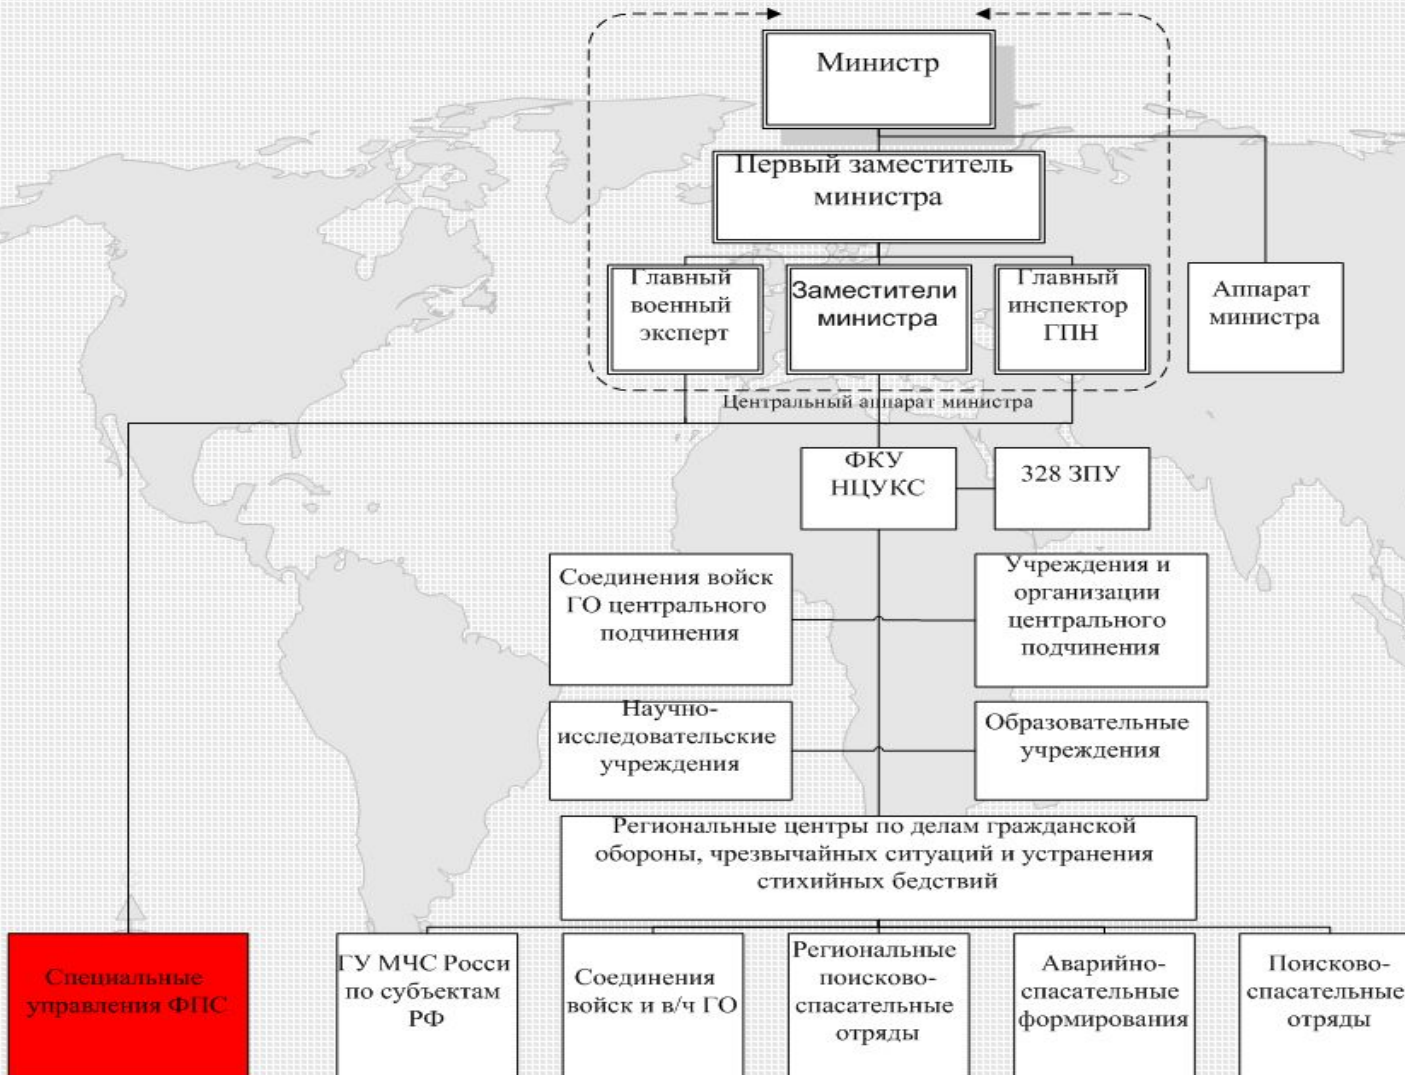 Министр
Первый заместитель
министра
Главный
военный
эксперт
Заместители
министра
Главный
инспектор
ГПН
Аппарат
министра
Центральный аппарат министра
ФКУ
НЦУКС
328 ЗПУ
Соединения войск
ГО центрального
подчинения
Учреждения и
организации
центрального
подчинения
Научно-
исследовательские
учреждения
Образовательные
учреждения
Региональные центры по делам гражданской
обороны, чрезвычайных ситуаций и устранения
стихийных бедствий
Специальные
управления ФПС
ГУ МЧС Росси
по субъектам
РФ
Соединения
войск и в/ч ГО
Региональные
поисково-
спасательные
отряды
Аварийно-
спасательные
формирования
Поисково-
спасательные
отряды